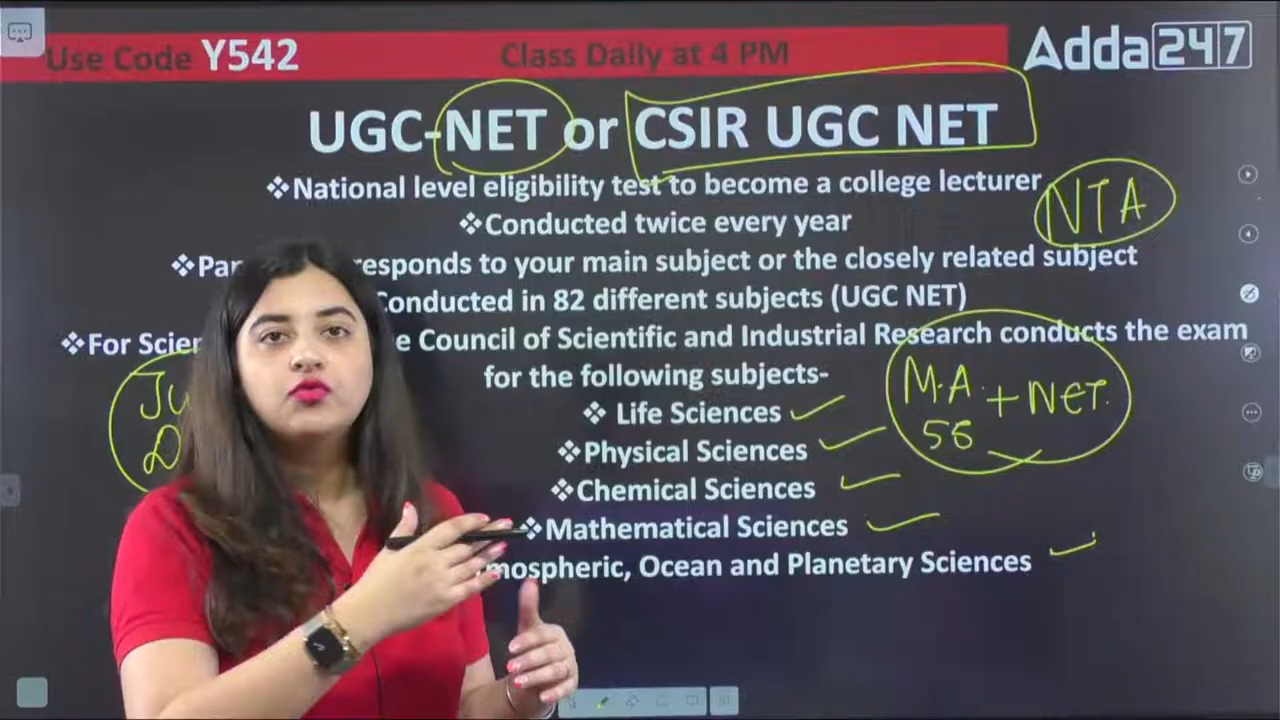 Use Code Y542 Class Daily at 4 PM Adda247
UGC-NET or CSIR UGC NET
❖National level eligibility test to become a college lecturer
NTA
❖Conducted twice every year
responds to your main subject or the closely related subject
Conducted in 82 different subjects (UGC NET)
❖For Council of Scientific and Industrial Research conducts the exam
for the following subjects-
M.A. + NET.
❖ Life Sciences
❖Physical Sciences
❖Chemical Sciences
❖Mathematical Sciences
Ocean and Planetary Sciences